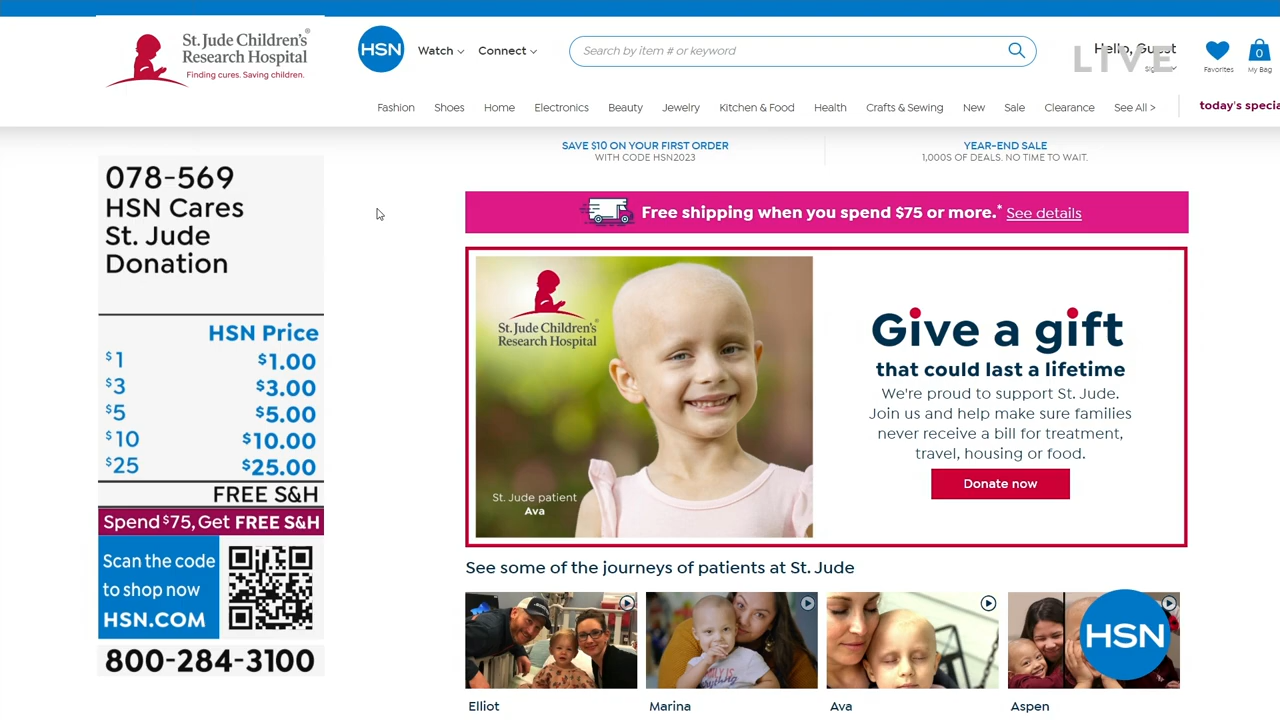 St. Jude Children's®
Research Hospital
Finding cures. Saving children.
HSN
Watch
Connect
Search by item # or keyword
Hello, Guest
LIVE
Favorites
0
My Bag
Fashion
Shoes
Home
Electronics
Beauty
Jewelry
Kitchen & Food
Health
Crafts & Sewing
New
Sale
Clearance
See All >
today's specia
SAVE $10 ON YOUR FIRST ORDER
WITH CODE HSN2023
YEAR-END SALE
1,000S OF DEALS. NO TIME TO WAIT.
078-569
HSN Cares
St. Jude
Donation
HSN Price
$1 $1.00
$3 $3.00
$5 $5.00
$10 $10.00
$25 $25.00
FREE S&H
Spend $75, Get FREE S&H
Scan the code
to shop now
HSN.COM
800-284-3100
Free shipping when you spend $75 or more.* See details
St. Jude Children's®
Research Hospital
St. Jude patient
Ava
Give a gift
that could last a lifetime
We're proud to support St. Jude.
Join us and help make sure families
never receive a bill for treatment,
travel, housing or food.
Donate now
See some of the journeys of patients at St. Jude
HSN
Elliot
Marina
Ava
Aspen